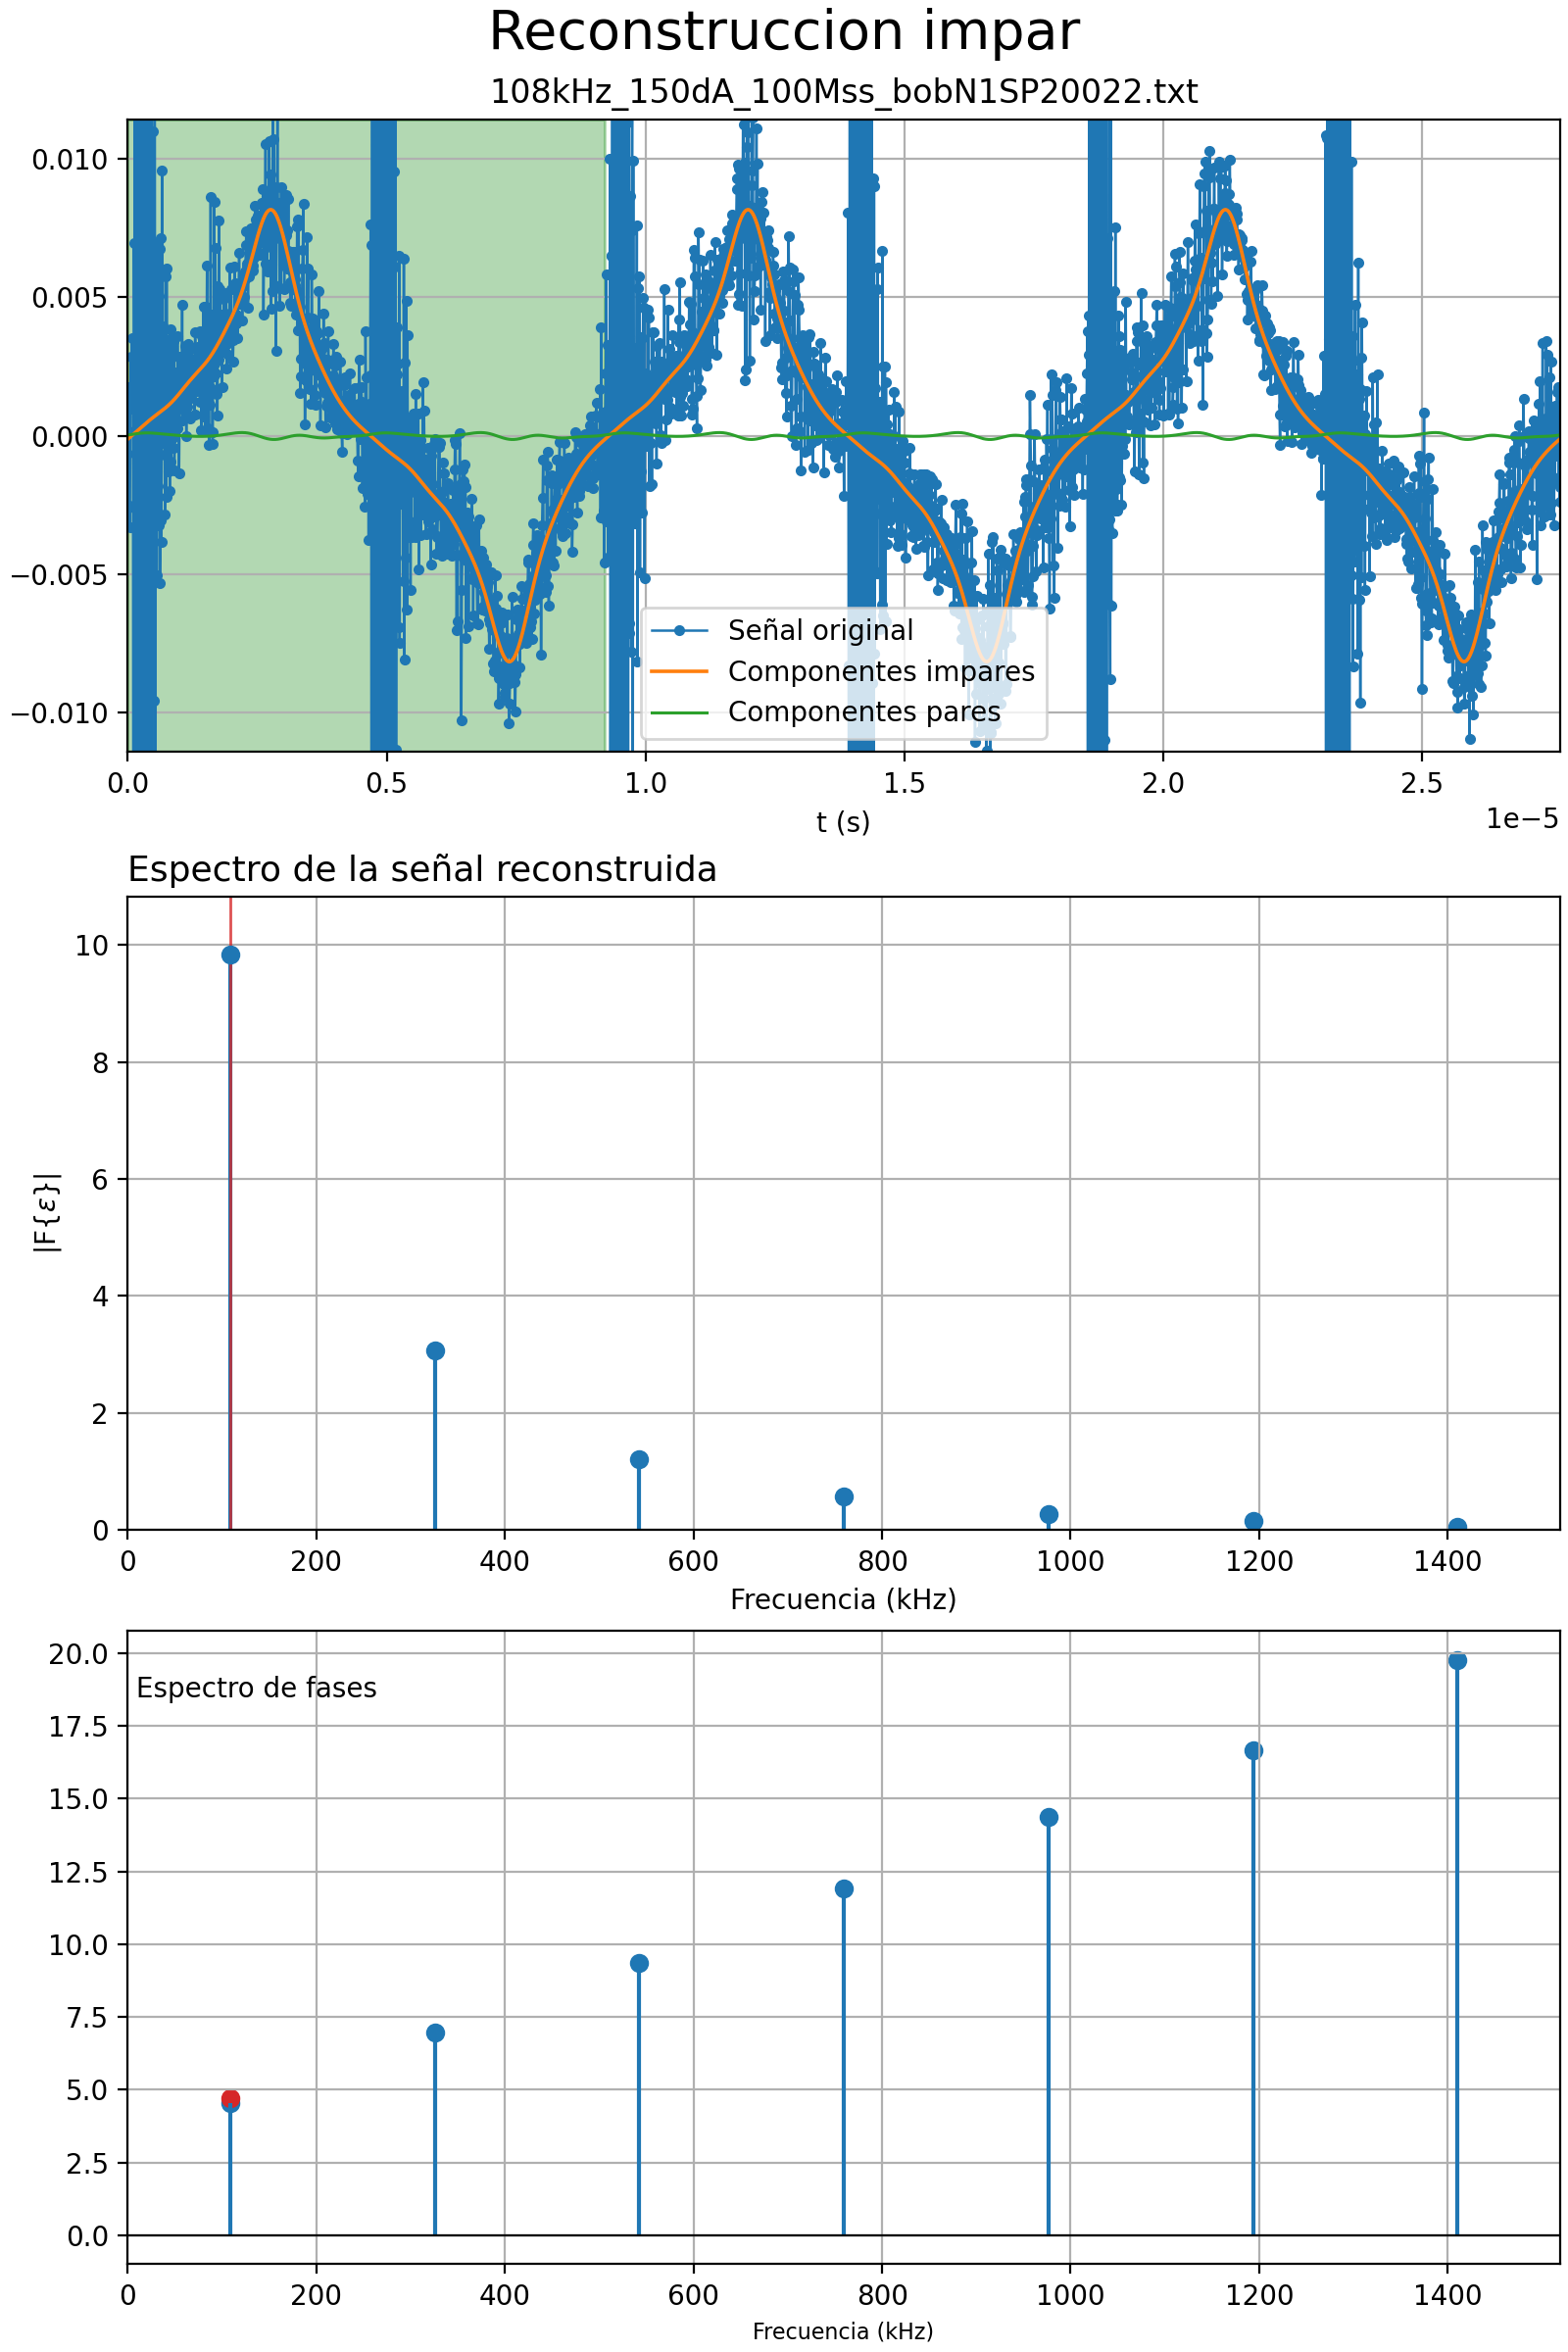 Reconstruccion impar
108kHz_150dA_100Mss_bobN1SP20022.txt
0.010
0.005
0.000
−0.005
−0.010
Señal original
Componentes impares
Componentes pares
0.0 0.5 1.0 1.5 2.0 2.5
t (s)
1e−5
Espectro de la señal reconstruida
10
8
6
4
2
0
|F{ε}|
0 200 400 600 800 1000 1200 1400
Frecuencia (kHz)
20.0
17.5
15.0
12.5
10.0
7.5
5.0
2.5
0.0
Espectro de fases
0 200 400 600 800 1000 1200 1400
Frecuencia (kHz)